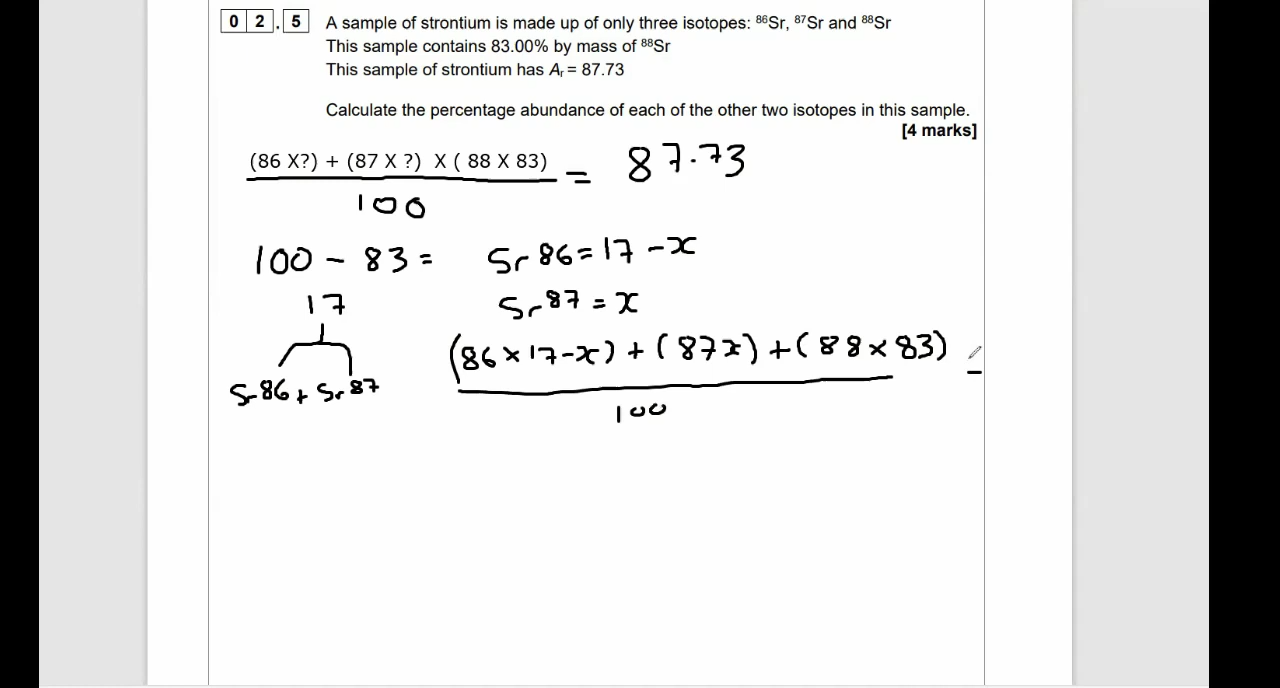 0 2 . 5 A sample of strontium is made up of only three isotopes: ⁸⁶Sr, ⁸⁷Sr and ⁸⁸Sr
This sample contains 83.00% by mass of ⁸⁸Sr
This sample of strontium has Aᵣ = 87.73
Calculate the percentage abundance of each of the other two isotopes in this sample.
[4 marks]
(86 X?) + (87 X ?) X ( 88 X 83) = 87.73
100
100 - 83 = Sr 86 = 17 - x
17 Sr 87 = x
(86 × 17 - x) + (87x) + (88 × 83) =
Sr 86 + Sr 87
100